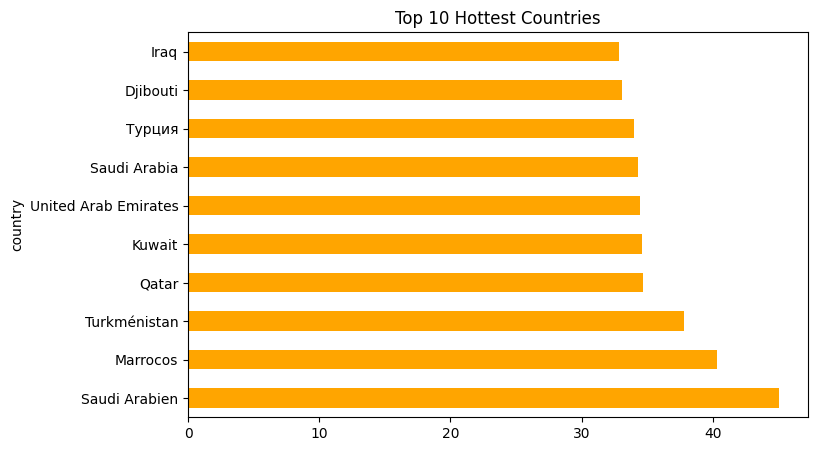 Top 10 Hottest Countries
country
Iraq
Djibouti
Турция
Saudi Arabia
United Arab Emirates
Kuwait
Qatar
Turkménistan
Marrocos
Saudi Arabien
0 10 20 30 40